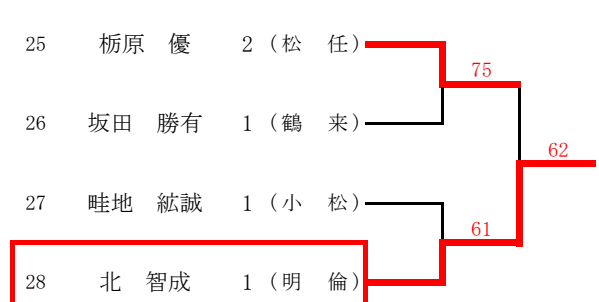 25 栃原 優 2 (松 任)
75
26 坂田 勝有 1 (鶴 来)
62
27 畦地 紘誠 1 (小 松)
61
28 北 智成 1 (明 倫)